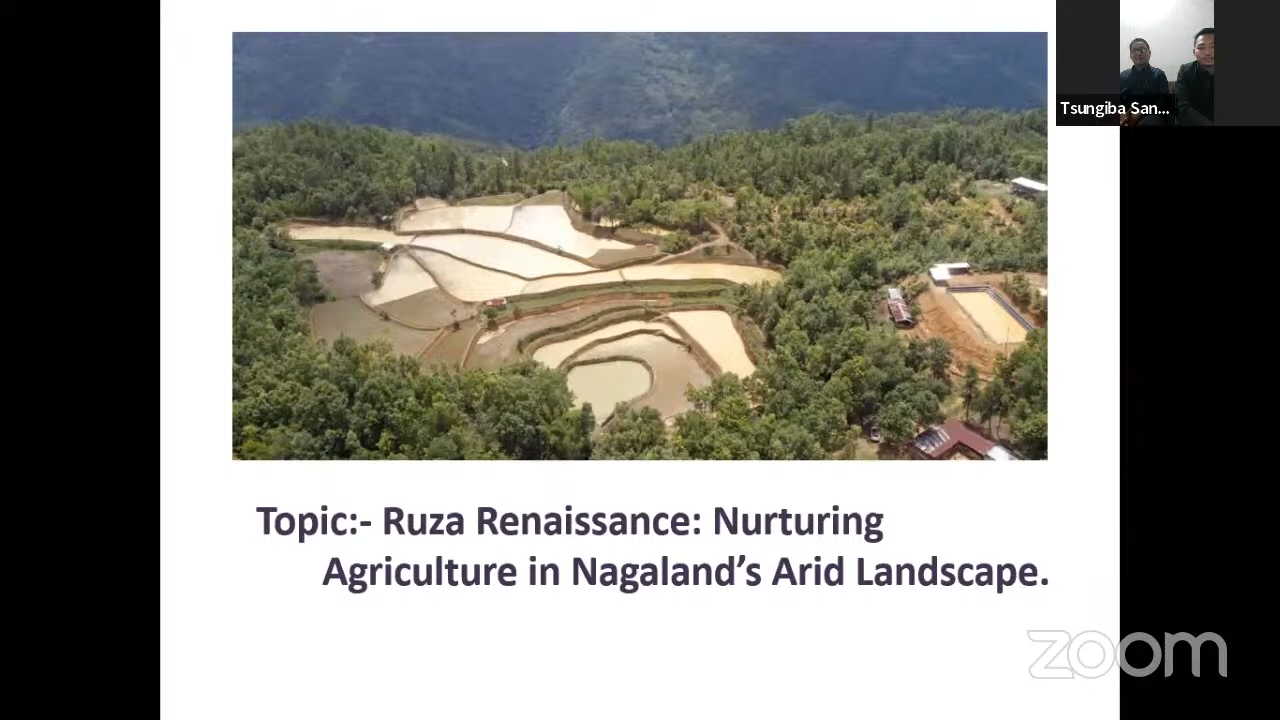 Tsungiba San...
Topic:- Ruza Renaissance: Nurturing
Agriculture in Nagaland's Arid Landscape.
zoom